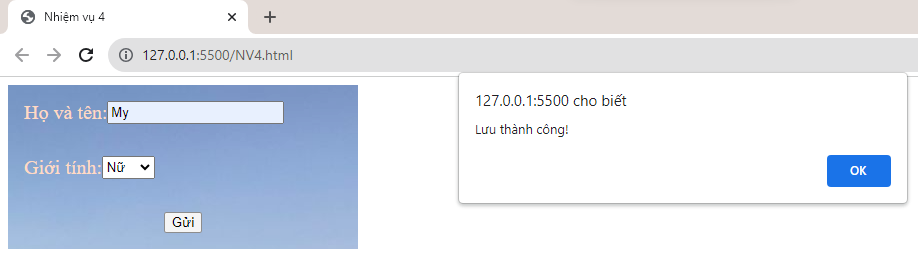 Nhiệm vụ 4
127.0.0.1:5500/NV4.html
127.0.0.1:5500 cho biết
Lưu thành công!
OK
Họ và tên: My
Giới tính: Nữ
Gửi